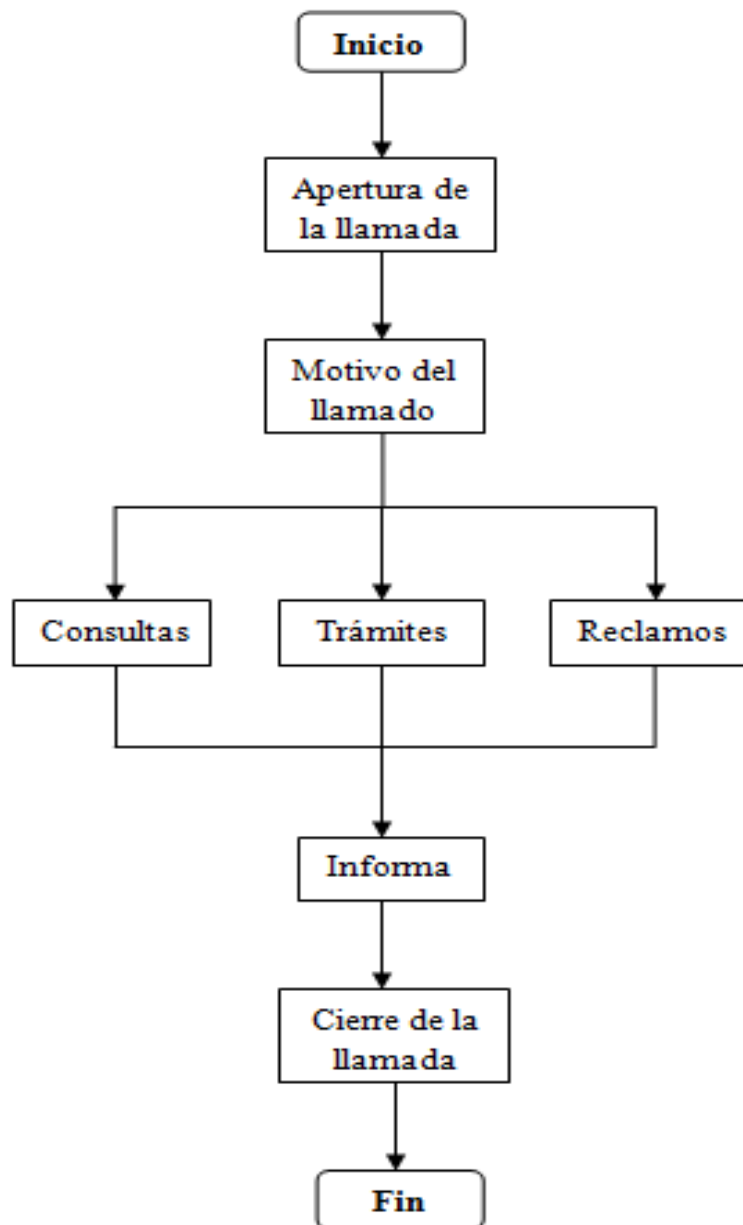 Inicio
Apertura de
la llamada
Motivo del
llamado
Consultas
Trámites
Reclamos
Informa
Cierre de la
llamada
Fin